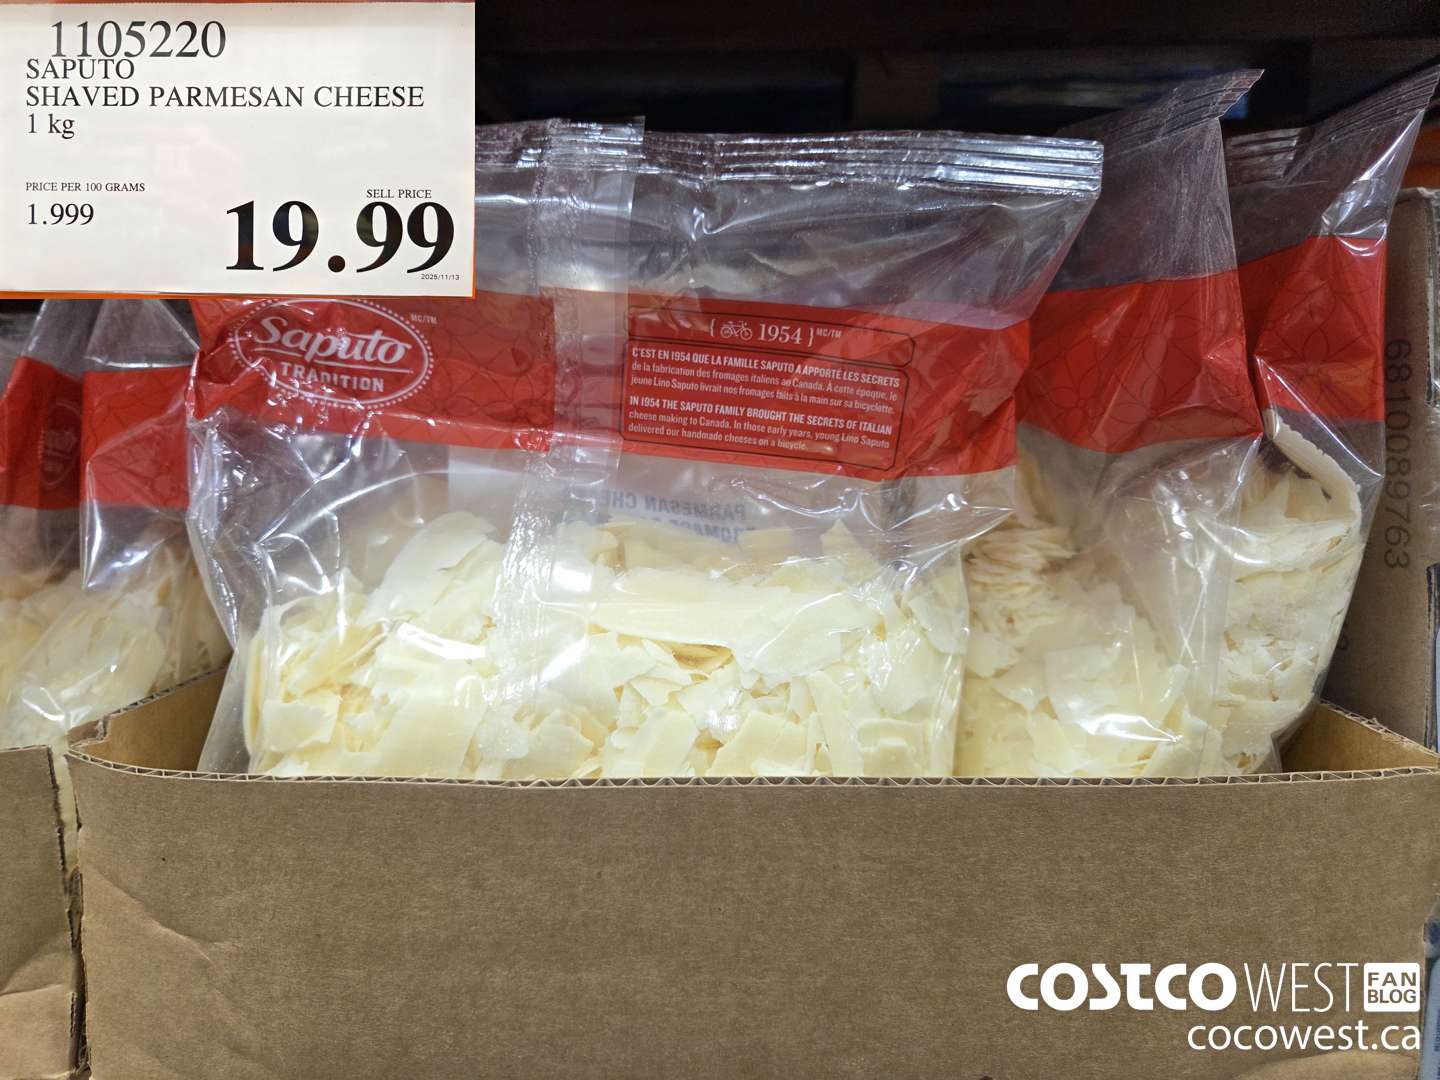 1105220
SAPUTO
SHAVED PARMESAN CHEESE
1 kg
PRICE PER 100 GRAMS
1.999
SELL PRICE
19.99
2025/11/13
Saputo MC/TM
TRADITION
{ 1954 } MC/TM
C'EST EN 1954 QUE LA FAMILLE SAPUTO A APPORTÉ LES SECRETS
de la fabrication des fromages italiens au Canada. À cette époque, le
jeune Lino Saputo livrait nos fromages faits à la main sur sa bicyclette.
IN 1954 THE SAPUTO FAMILY BROUGHT THE SECRETS OF ITALIAN
cheese making to Canada. In those early years, young Lino Saputo
delivered our handmade cheeses on a bicycle.
PARMESAN CHE
6810089763
COSTCO WEST FAN
BLOG
cocowest.ca